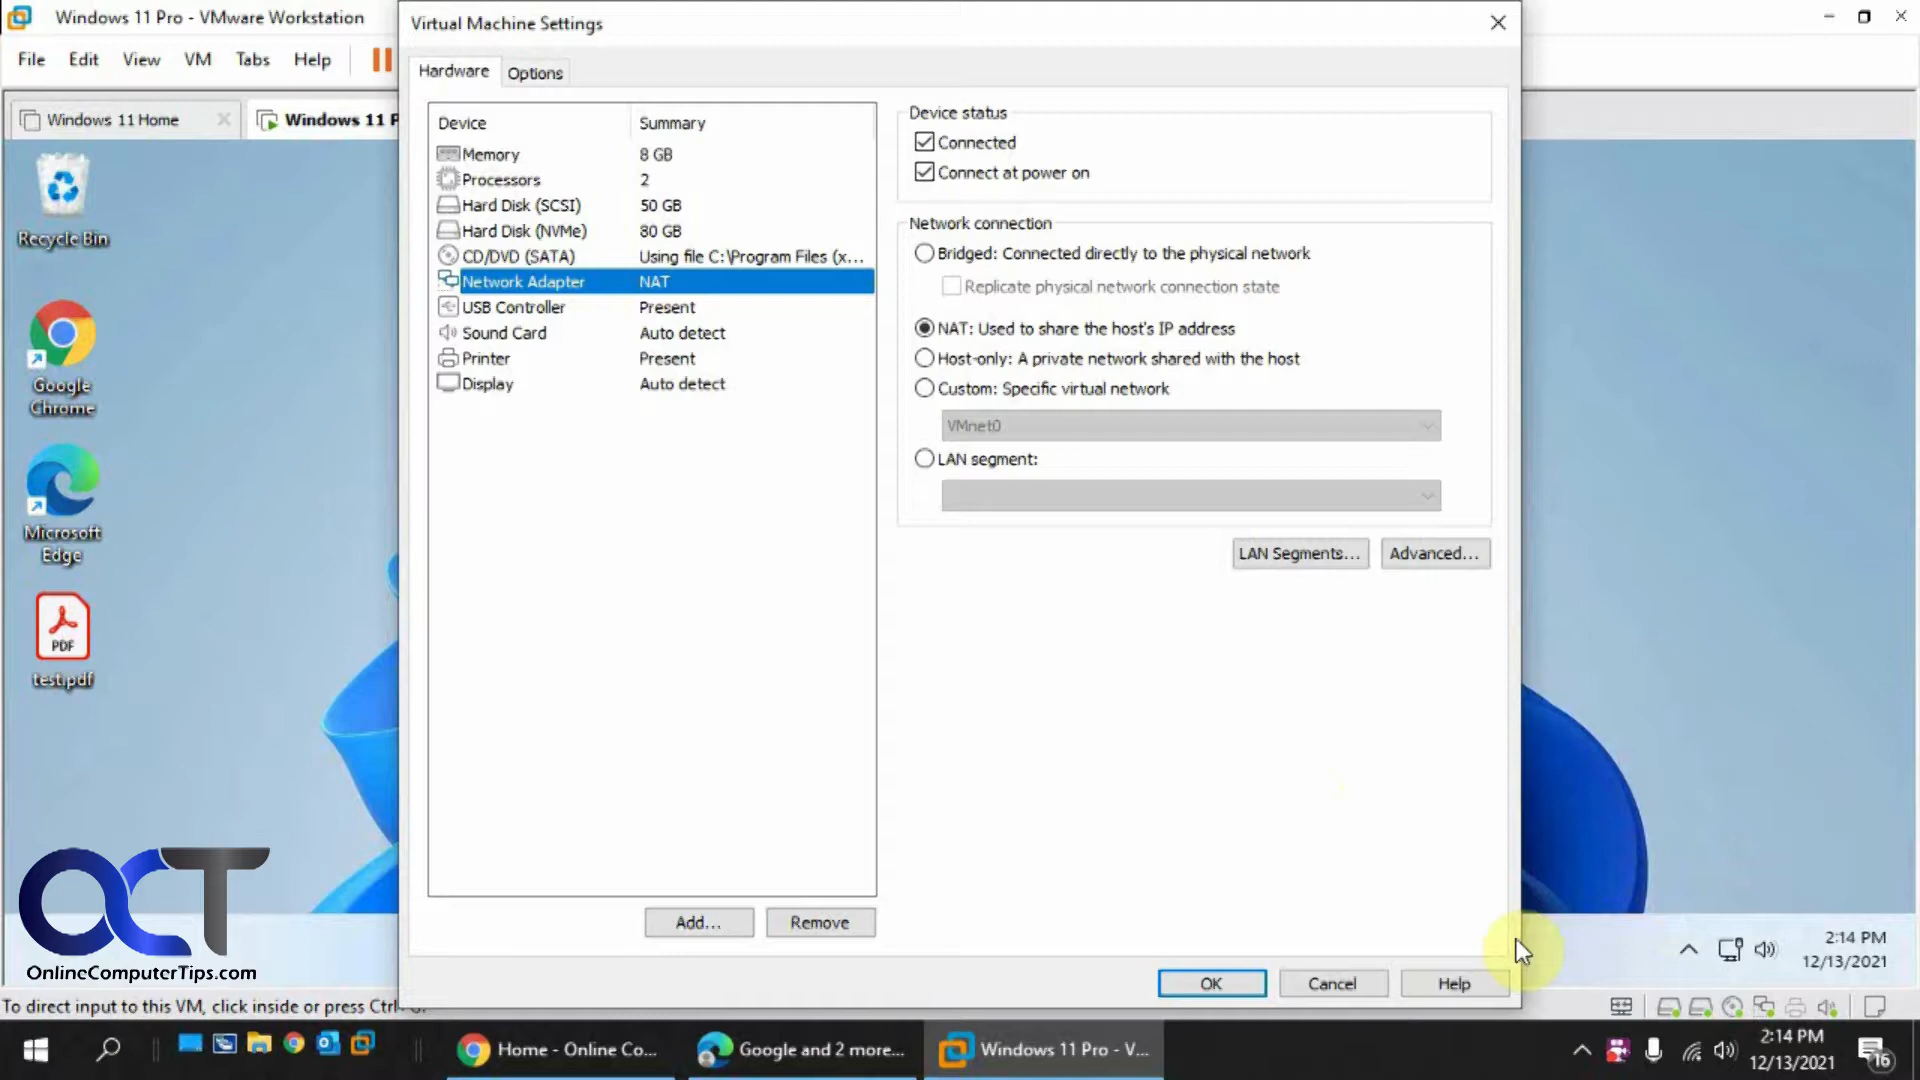 Windows 11 Pro - VMware Workstation
File Edit View VM Tabs Help
Windows 11 Home
Windows 11 P
Recycle Bin
Google
Chrome
Microsoft
Edge
PDF
test.pdf
OCT
OnlineComputerTips.com
Virtual Machine Settings
Hardware Options
Device Summary
Memory 8 GB
Processors 2
Hard Disk (SCSI) 50 GB
Hard Disk (NVMe) 80 GB
CD/DVD (SATA) Using file C:\Program Files (x...
Network Adapter NAT
USB Controller Present
Sound Card Auto detect
Printer Present
Display Auto detect
Add... Remove
Device status
Connected
Connect at power on
Network connection
Bridged: Connected directly to the physical network
Replicate physical network connection state
NAT: Used to share the host's IP address
Host-only: A private network shared with the host
Custom: Specific virtual network
VMnet0
LAN segment:
LAN Segments... Advanced...
OK Cancel Help
2:14 PM
12/13/2021
To direct input to this VM, click inside or press Ctrl+G.
Home - Online Co...
Google and 2 more...
Windows 11 Pro - V...
2:14 PM
12/13/2021
16